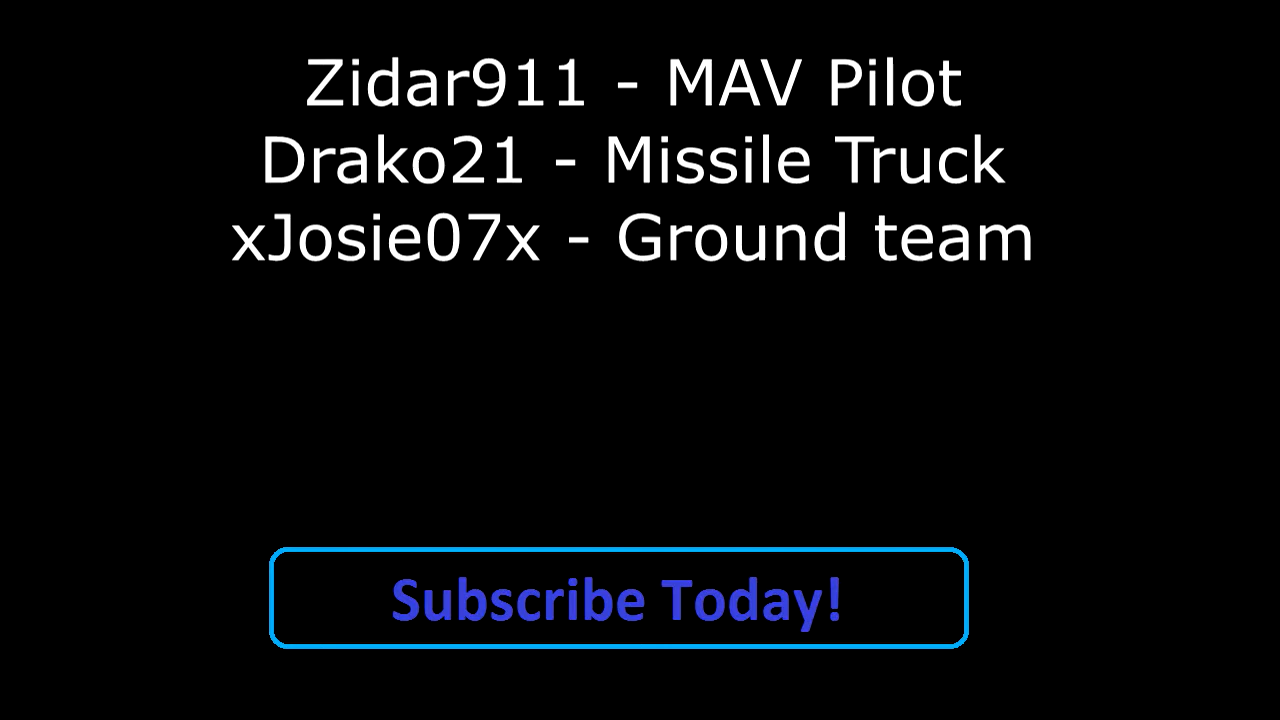 Zidar911 - MAV Pilot
Drako21 - Missile Truck
xJosie07x - Ground team
Subscribe Today!